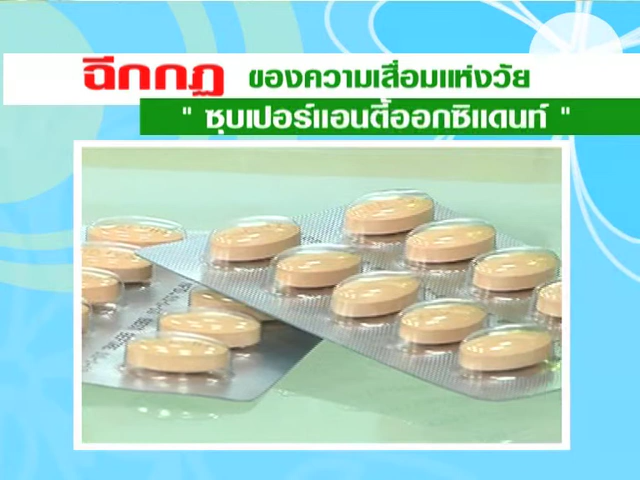 ฉีกกฎ ของความเสื่อมแห่งวัย
" ซุบเปอร์แอนตี้ออกซิแดนท์ "